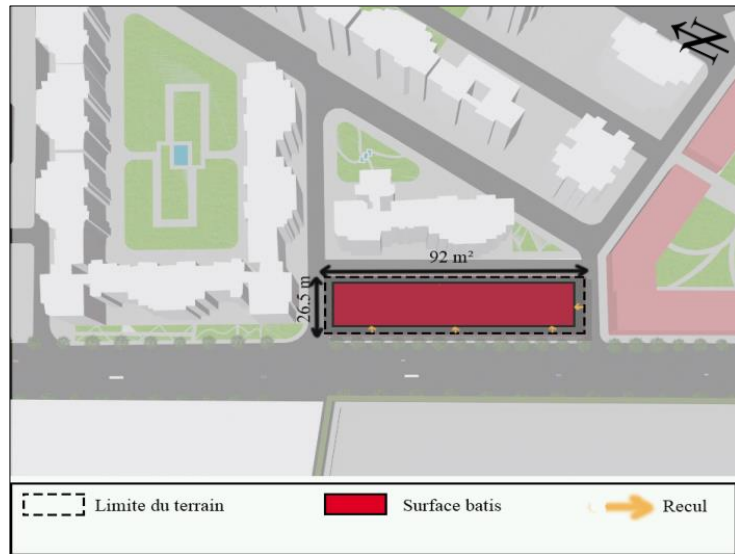 N
92 m²
26.5 m
Limite du terrain
Surface batis
Recul